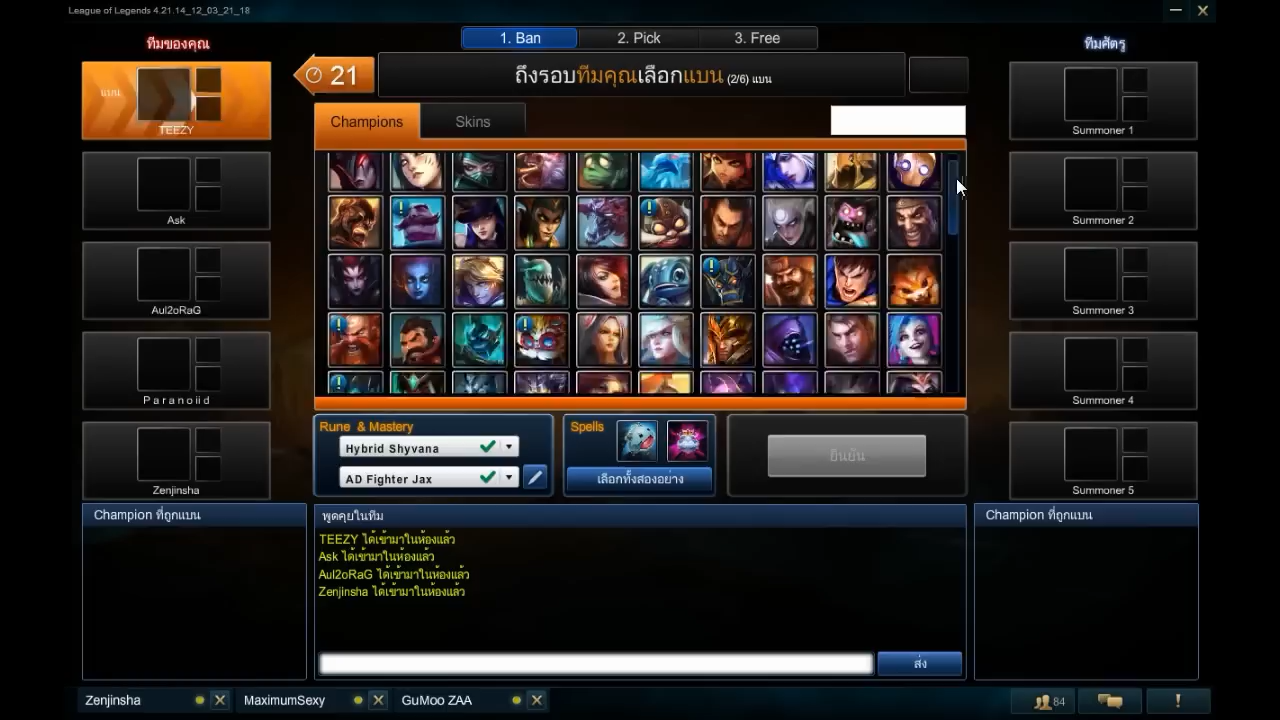 League of Legends 4.21.14_12_03_21_18
ทีมของคุณ
1. Ban
2. Pick
3. Free
ทีมศัตรู
21
ถึงรอบทีมคุณเลือกแบน (2/6) แบน
แบน
TEEZY
Ask
Aul2oRaG
Paranoiid
Zenjinsha
Champions
Skins
Summoner 1
Summoner 2
Summoner 3
Summoner 4
Summoner 5
Rune & Mastery
Hybrid Shyvana
AD Fighter Jax
Spells
เลือกทั้งสองอย่าง
ยืนยัน
Champion ที่ถูกแบน
พูดคุยในทีม
TEEZY ได้เข้ามาในห้องแล้ว
Ask ได้เข้ามาในห้องแล้ว
Aul2oRaG ได้เข้ามาในห้องแล้ว
Zenjinsha ได้เข้ามาในห้องแล้ว
ส่ง
Champion ที่ถูกแบน
Zenjinsha
MaximumSexy
GuMoo ZAA
84